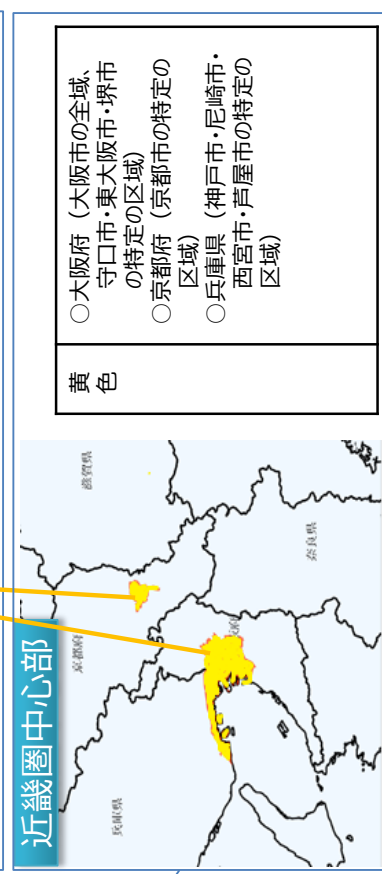 近畿圏中心部
兵庫県
京都府
滋賀県
奈良県
黄色
○大阪府（大阪市の全域、
守口市・東大阪市・堺市
の特定の区域）
○京都府（京都市の特定の
区域）
○兵庫県（神戸市・尼崎市・
西宮市・芦屋市の特定の
区域）